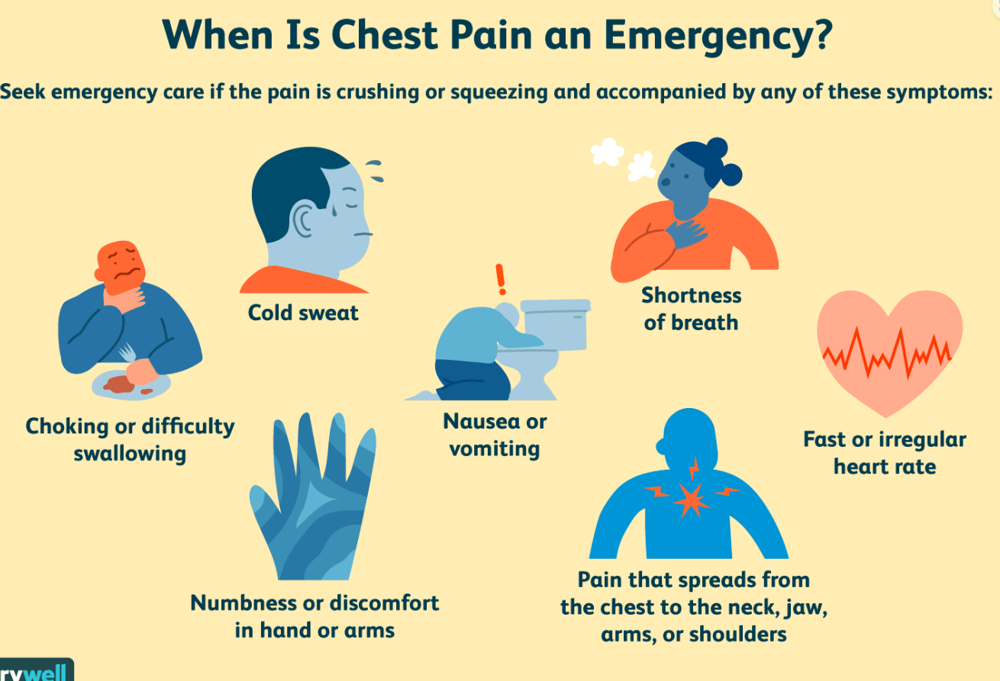 When Is Chest Pain an Emergency?
Seek emergency care if the pain is crushing or squeezing and accompanied by any of these symptoms:
Cold sweat
Shortness
of breath
Choking or difficulty
swallowing
Nausea or
vomiting
Fast or irregular
heart rate
Numbness or discomfort
in hand or arms
Pain that spreads from
the chest to the neck, jaw,
arms, or shoulders
rywell